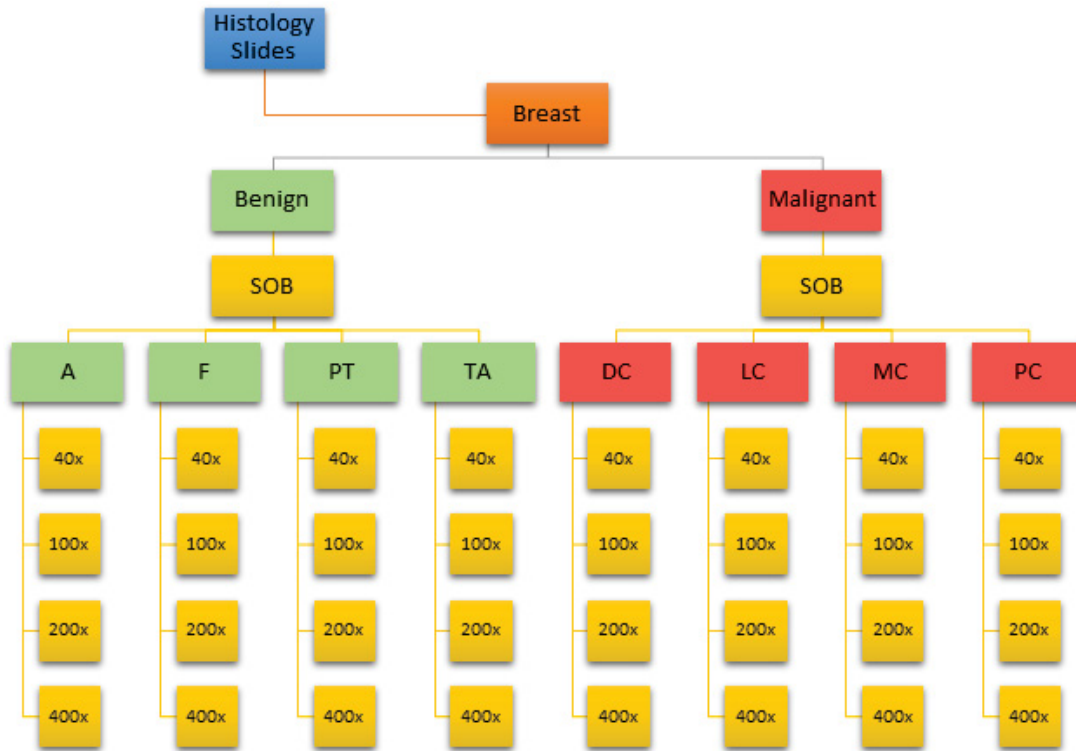 Histology
Slides
Breast
Benign
Malignant
SOB
SOB
A
F
PT
TA
DC
LC
MC
PC
40x
40x
40x
40x
40x
40x
40x
40x
100x
100x
100x
100x
100x
100x
100x
100x
200x
200x
200x
200x
200x
200x
200x
200x
400x
400x
400x
400x
400x
400x
400x
400x